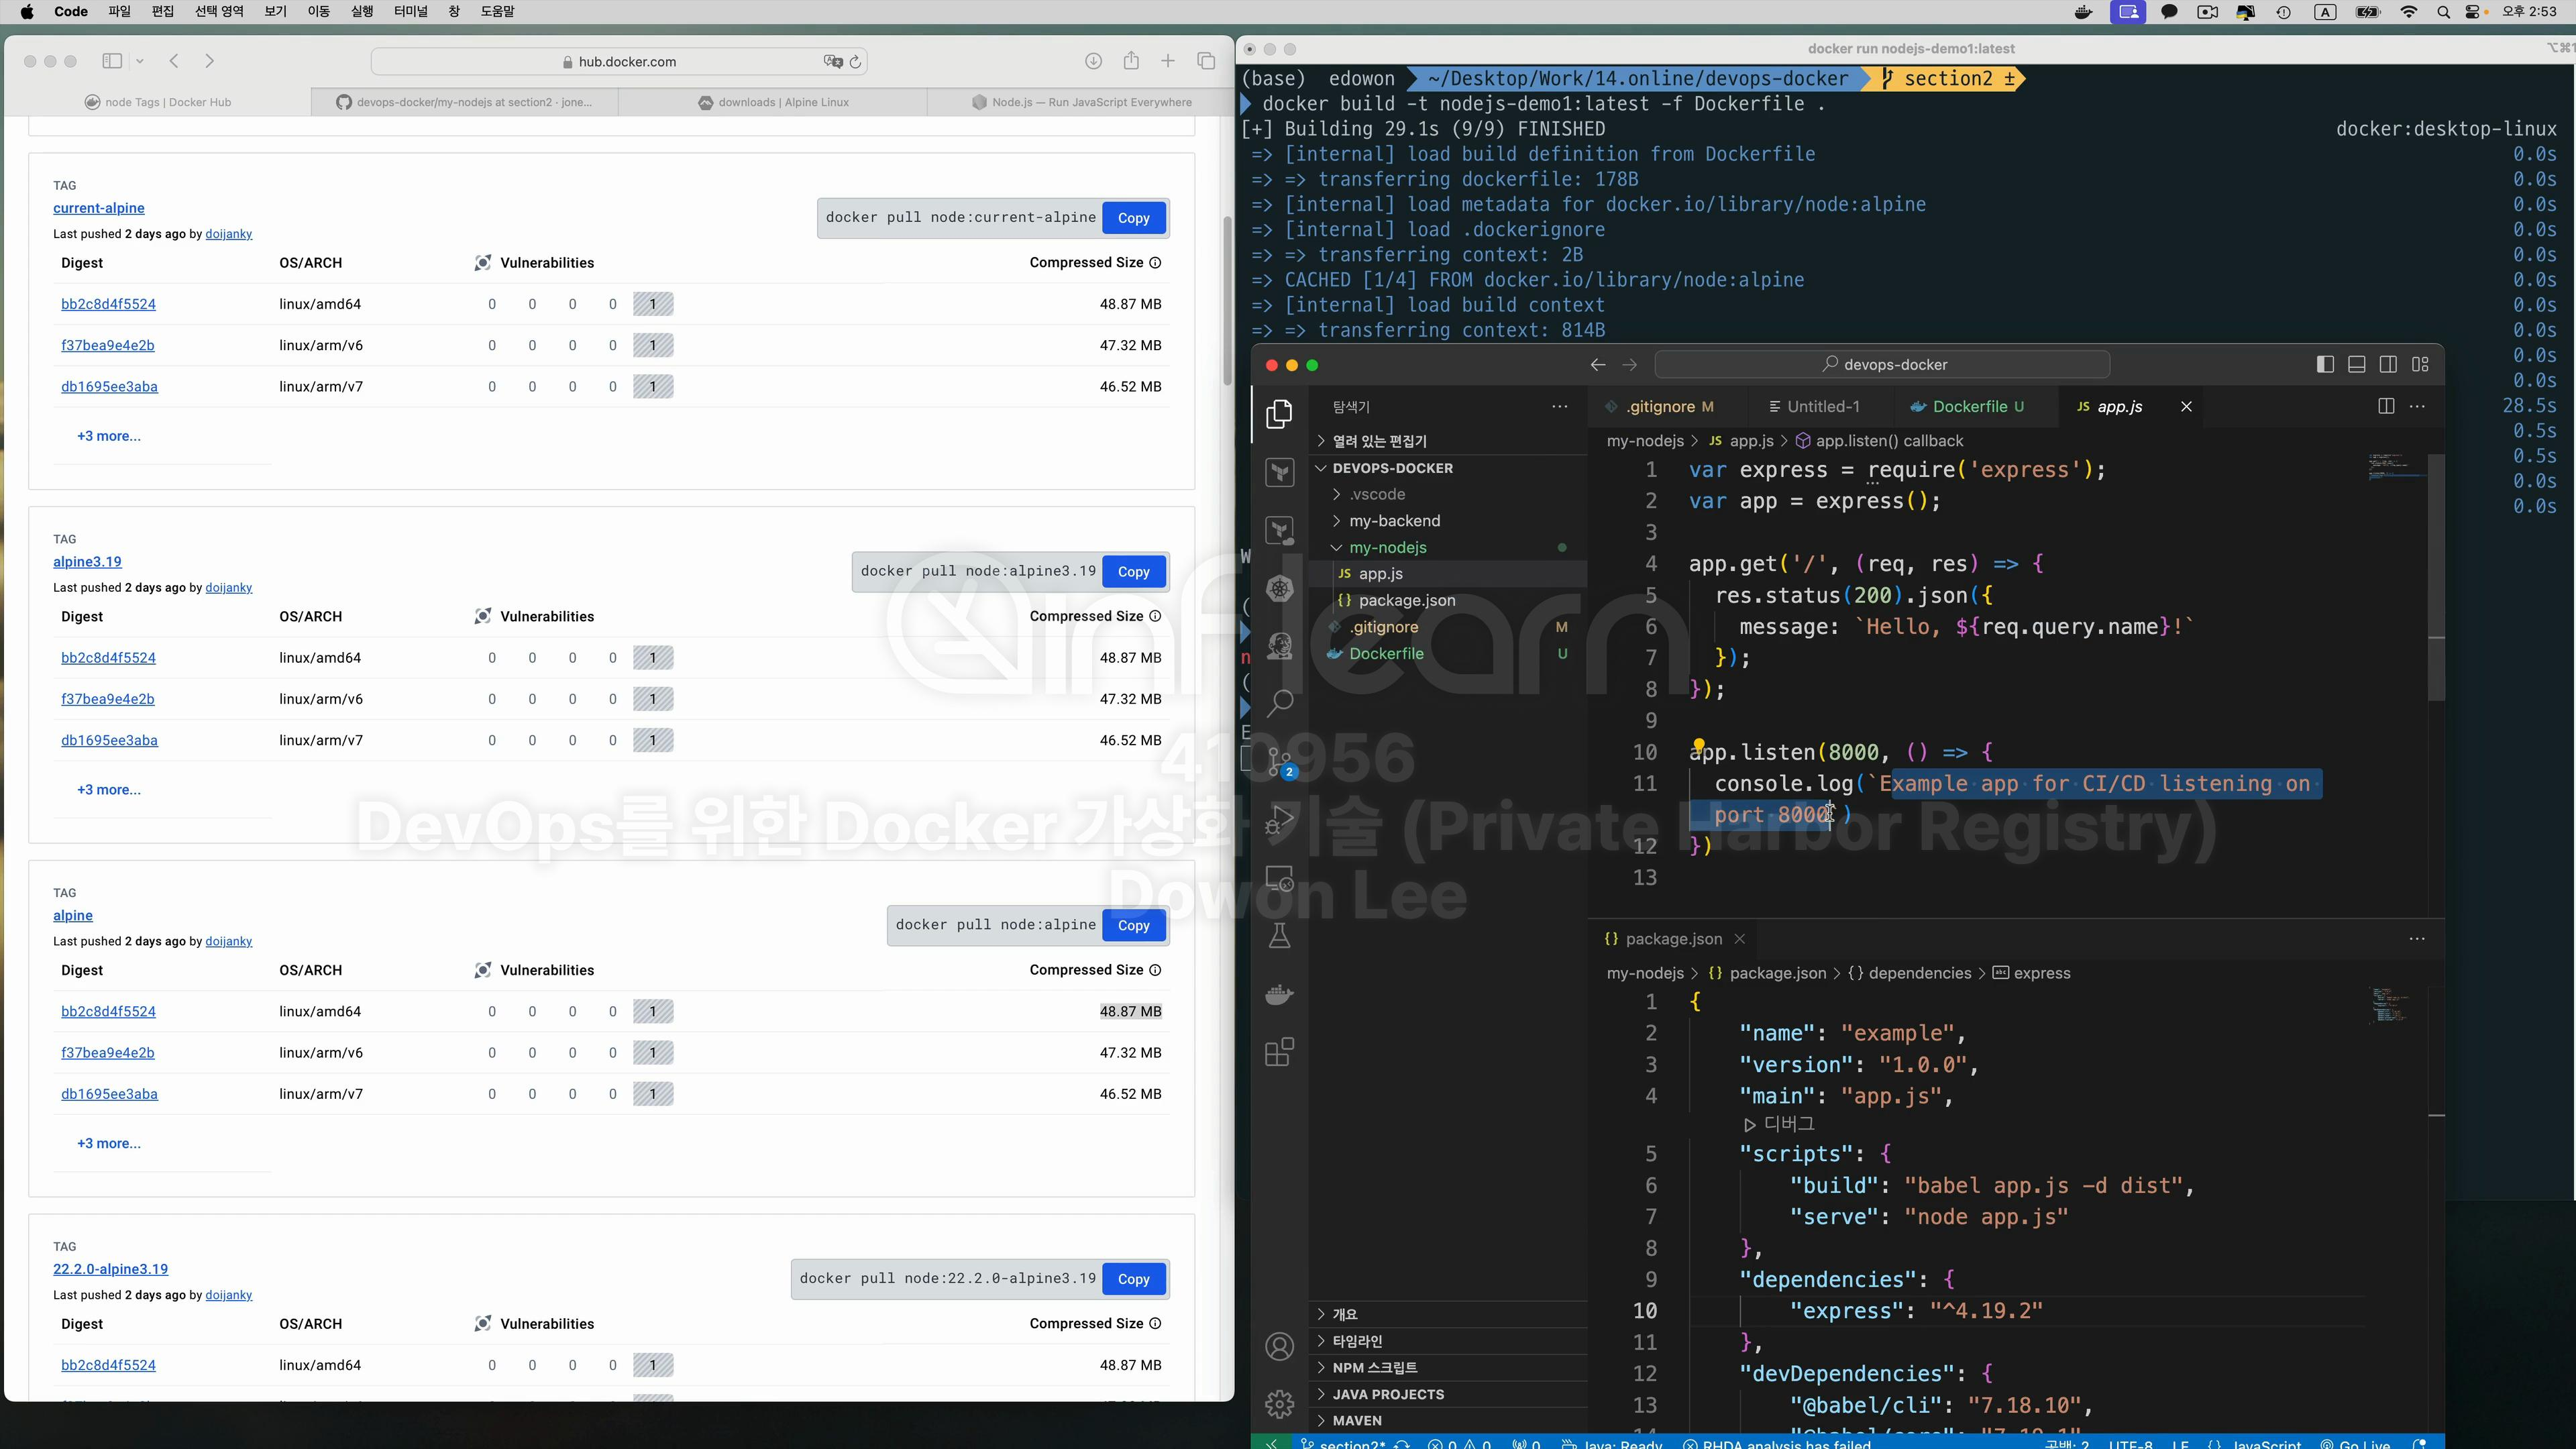 Code 파일 편집 선택 영역 보기 이동 실행 터미널 창 도움말
A 오후 2:53
hub.docker.com
node Tags | Docker Hub
devops-docker/my-nodejs at section2 · jone...
downloads | Alpine Linux
Node.js — Run JavaScript Everywhere
TAG
current-alpine
docker pull node:current-alpine Copy
Last pushed 2 days ago by doijanky
Digest OS/ARCH Vulnerabilities Compressed Size
bb2c8d4f5524 linux/amd64 0 0 0 0 1 48.87 MB
f37bea9e4e2b linux/arm/v6 0 0 0 0 1 47.32 MB
db1695ee3aba linux/arm/v7 0 0 0 0 1 46.52 MB
+3 more...
TAG
alpine3.19
docker pull node:alpine3.19 Copy
Last pushed 2 days ago by doijanky
Digest OS/ARCH Vulnerabilities Compressed Size
bb2c8d4f5524 linux/amd64 0 0 0 0 1 48.87 MB
f37bea9e4e2b linux/arm/v6 0 0 0 0 1 47.32 MB
db1695ee3aba linux/arm/v7 0 0 0 0 1 46.52 MB
+3 more...
TAG
alpine
docker pull node:alpine Copy
Last pushed 2 days ago by doijanky
Digest OS/ARCH Vulnerabilities Compressed Size
bb2c8d4f5524 linux/amd64 0 0 0 0 1 48.87 MB
f37bea9e4e2b linux/arm/v6 0 0 0 0 1 47.32 MB
db1695ee3aba linux/arm/v7 0 0 0 0 1 46.52 MB
+3 more...
TAG
22.2.0-alpine3.19
docker pull node:22.2.0-alpine3.19 Copy
Last pushed 2 days ago by doijanky
Digest OS/ARCH Vulnerabilities Compressed Size
bb2c8d4f5524 linux/amd64 0 0 0 0 1 48.87 MB
docker run nodejs-demo1:latest
(base) edowon ~/Desktop/Work/14.online/devops-docker section2 ±
docker build -t nodejs-demo1:latest -f Dockerfile .
[+] Building 29.1s (9/9) FINISHED docker:desktop-linux
=> [internal] load build definition from Dockerfile 0.0s
=> => transferring dockerfile: 178B 0.0s
=> [internal] load metadata for docker.io/library/node:alpine 0.0s
=> [internal] load .dockerignore 0.0s
=> => transferring context: 2B 0.0s
=> CACHED [1/4] FROM docker.io/library/node:alpine 0.0s
=> [internal] load build context 0.0s
=> => transferring context: 814B 0.0s
0.0s
0.0s
28.5s
0.5s
0.5s
0.0s
0.0s
devops-docker
탐색기
열려 있는 편집기
DEVOPS-DOCKER
.vscode
my-backend
my-nodejs
JS app.js
{} package.json
.gitignore M
Dockerfile U
2
개요
타임라인
NPM 스크립트
JAVA PROJECTS
MAVEN
.gitignore M Untitled-1 Dockerfile U JS app.js
my-nodejs > JS app.js > app.listen() callback
1 var express = require('express');
2 var app = express();
3
4 app.get('/', (req, res) => {
5 res.status(200).json({
6 message: `Hello, ${req.query.name}!`
7 });
8 });
9
10 app.listen(8000, () => {
11 console.log(`Example app for CI/CD listening on
port 8000`)
12 })
13
{} package.json
my-nodejs > {} package.json > {} dependencies > express
1 {
2 "name": "example",
3 "version": "1.0.0",
4 "main": "app.js",
디버그
5 "scripts": {
6 "build": "babel app.js -d dist",
7 "serve": "node app.js"
8 },
9 "dependencies": {
10 "express": "^4.19.2"
11 },
12 "devDependencies": {
13 "@babel/cli": "7.18.10",
section2* 0 0 0 Java: Ready RHDA analysis has failed 공백: 2 UTF-8 LF {} JavaScript Go Live
inflearn
410956
DevOps를 위한 Docker 가상화 기술 (Private Harbor Registry)
Dowon Lee